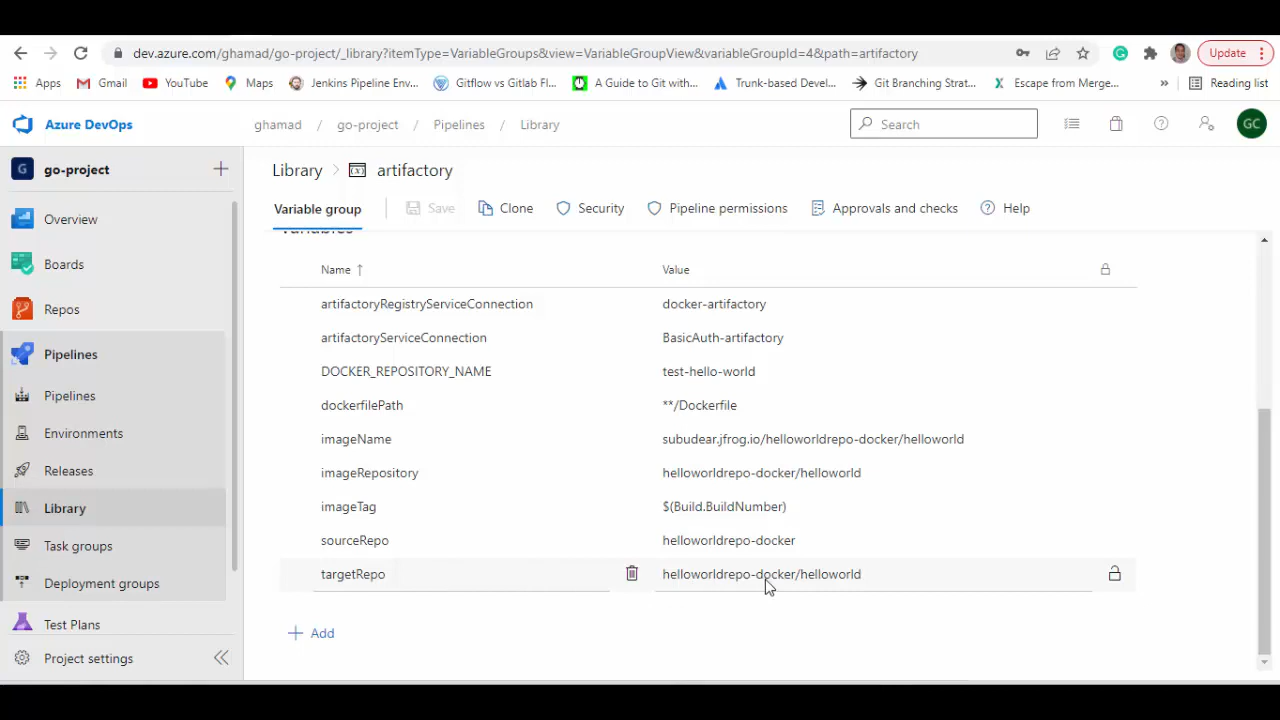 dev.azure.com/ghamad/go-project/_library?itemType=VariableGroups&view=VariableGroupView&variableGroupId=4&path=artifactory Update
Apps Gmail YouTube Maps Jenkins Pipeline Env... Gitflow vs Gitlab Fl... A Guide to Git with... Trunk-based Devel... Git Branching Strat... Escape from Merge... » Reading list
Azure DevOps ghamad / go-project / Pipelines / Library Search GC
G go-project
Library > artifactory
Variable group Save Clone Security Pipeline permissions Approvals and checks Help
Overview
Boards
Repos
Pipelines
Pipelines
Environments
Releases
Library
Task groups
Deployment groups
Test Plans
Project settings
Variables
Name ↑ Value
artifactoryRegistryServiceConnection docker-artifactory
artifactoryServiceConnection BasicAuth-artifactory
DOCKER_REPOSITORY_NAME test-hello-world
dockerfilePath **/Dockerfile
imageName subudear.jfrog.io/helloworldrepo-docker/helloworld
imageRepository helloworldrepo-docker/helloworld
imageTag $(Build.BuildNumber)
sourceRepo helloworldrepo-docker
targetRepo helloworldrepo-docker/helloworld
+ Add